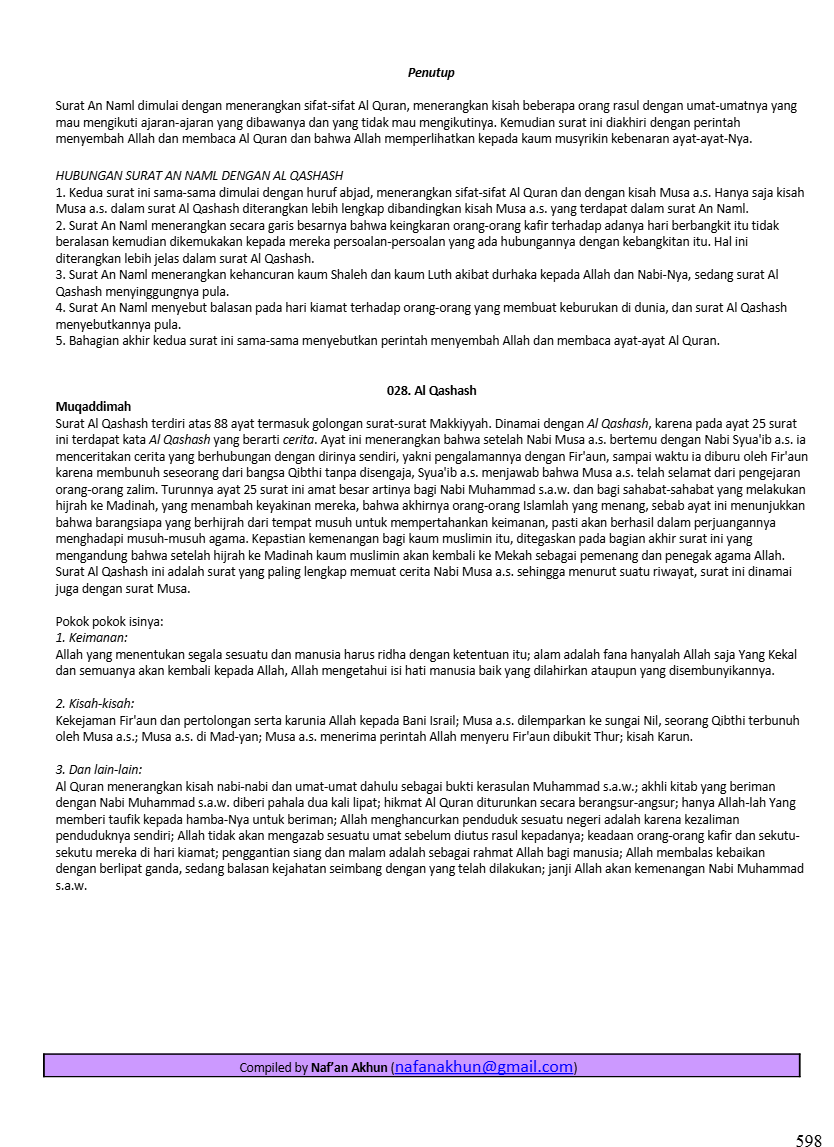 Penutup
Surat An Naml dimulai dengan menerangkan sifat-sifat Al Quran, menerangkan kisah beberapa orang rasul dengan umat-umatnya yang
mau mengikuti ajaran-ajaran yang dibawanya dan yang tidak mau mengikutinya. Kemudian surat ini diakhiri dengan perintah
menyembah Allah dan membaca Al Quran dan bahwa Allah memperlihatkan kepada kaum musyrikin kebenaran ayat-ayat-Nya.
HUBUNGAN SURAT AN NAML DENGAN AL QASHASH
1. Kedua surat ini sama-sama dimulai dengan huruf abjad, menerangkan sifat-sifat Al Quran dan dengan kisah Musa a.s. Hanya saja kisah
Musa a.s. dalam surat Al Qashash diterangkan lebih lengkap dibandingkan kisah Musa a.s. yang terdapat dalam surat An Naml.
2. Surat An Naml menerangkan secara garis besarnya bahwa keingkaran orang-orang kafir terhadap adanya hari berbangkit itu tidak
beralasan kemudian dikemukakan kepada mereka persoalan-persoalan yang ada hubungannya dengan kebangkitan itu. Hal ini
diterangkan lebih jelas dalam surat Al Qashash.
3. Surat An Naml menerangkan kehancuran kaum Shaleh dan kaum Luth akibat durhaka kepada Allah dan Nabi-Nya, sedang surat Al
Qashash menyinggungnya pula.
4. Surat An Naml menyebut balasan pada hari kiamat terhadap orang-orang yang membuat keburukan di dunia, dan surat Al Qashash
menyebutkannya pula.
5. Bahagian akhir kedua surat ini sama-sama menyebutkan perintah menyembah Allah dan membaca ayat-ayat Al Quran.
028. Al Qashash
Muqaddimah
Surat Al Qashash terdiri atas 88 ayat termasuk golongan surat-surat Makkiyyah. Dinamai dengan Al Qashash, karena pada ayat 25 surat
ini terdapat kata Al Qashash yang berarti cerita. Ayat ini menerangkan bahwa setelah Nabi Musa a.s. bertemu dengan Nabi Syua'ib a.s. ia
menceritakan cerita yang berhubungan dengan dirinya sendiri, yakni pengalamannya dengan Fir'aun, sampai waktu ia diburu oleh Fir'aun
karena membunuh seseorang dari bangsa Qibthi tanpa disengaja, Syua'ib a.s. menjawab bahwa Musa a.s. telah selamat dari pengejaran
orang-orang zalim. Turunnya ayat 25 surat ini amat besar artinya bagi Nabi Muhammad s.a.w. dan bagi sahabat-sahabat yang melakukan
hijrah ke Madinah, yang menambah keyakinan mereka, bahwa akhirnya orang-orang Islamlah yang menang, sebab ayat ini menunjukkan
bahwa barangsiapa yang berhijrah dari tempat musuh untuk mempertahankan keimanan, pasti akan berhasil dalam perjuangannya
menghadapi musuh-musuh agama. Kepastian kemenangan bagi kaum muslimin itu, ditegaskan pada bagian akhir surat ini yang
mengandung bahwa setelah hijrah ke Madinah kaum muslimin akan kembali ke Mekah sebagai pemenang dan penegak agama Allah.
Surat Al Qashash ini adalah surat yang paling lengkap memuat cerita Nabi Musa a.s. sehingga menurut suatu riwayat, surat ini dinamai
juga dengan surat Musa.
Pokok pokok isinya:
1. Keimanan:
Allah yang menentukan segala sesuatu dan manusia harus ridha dengan ketentuan itu; alam adalah fana hanyalah Allah saja Yang Kekal
dan semuanya akan kembali kepada Allah, Allah mengetahui isi hati manusia baik yang dilahirkan ataupun yang disembunyikannya.
2. Kisah-kisah:
Kekejaman Fir'aun dan pertolongan serta karunia Allah kepada Bani Israil; Musa a.s. dilemparkan ke sungai Nil, seorang Qibthi terbunuh
oleh Musa a.s.; Musa a.s. di Mad-yan; Musa a.s. menerima perintah Allah menyeru Fir'aun dibukit Thur; kisah Karun.
3. Dan lain-lain:
Al Quran menerangkan kisah nabi-nabi dan umat-umat dahulu sebagai bukti kerasulan Muhammad s.a.w.; akhli kitab yang beriman
dengan Nabi Muhammad s.a.w. diberi pahala dua kali lipat; hikmat Al Quran diturunkan secara berangsur-angsur; hanya Allah-lah Yang
memberi taufik kepada hamba-Nya untuk beriman; Allah menghancurkan penduduk sesuatu negeri adalah karena kezaliman
penduduknya sendiri; Allah tidak akan mengazab sesuatu umat sebelum diutus rasul kepadanya; keadaan orang-orang kafir dan sekutu-
sekutu mereka di hari kiamat; penggantian siang dan malam adalah sebagai rahmat Allah bagi manusia; Allah membalas kebaikan
dengan berlipat ganda, sedang balasan kejahatan seimbang dengan yang telah dilakukan; janji Allah akan kemenangan Nabi Muhammad
s.a.w.
Compiled by Naf’an Akhun (nafanakhun@gmail.com)
598